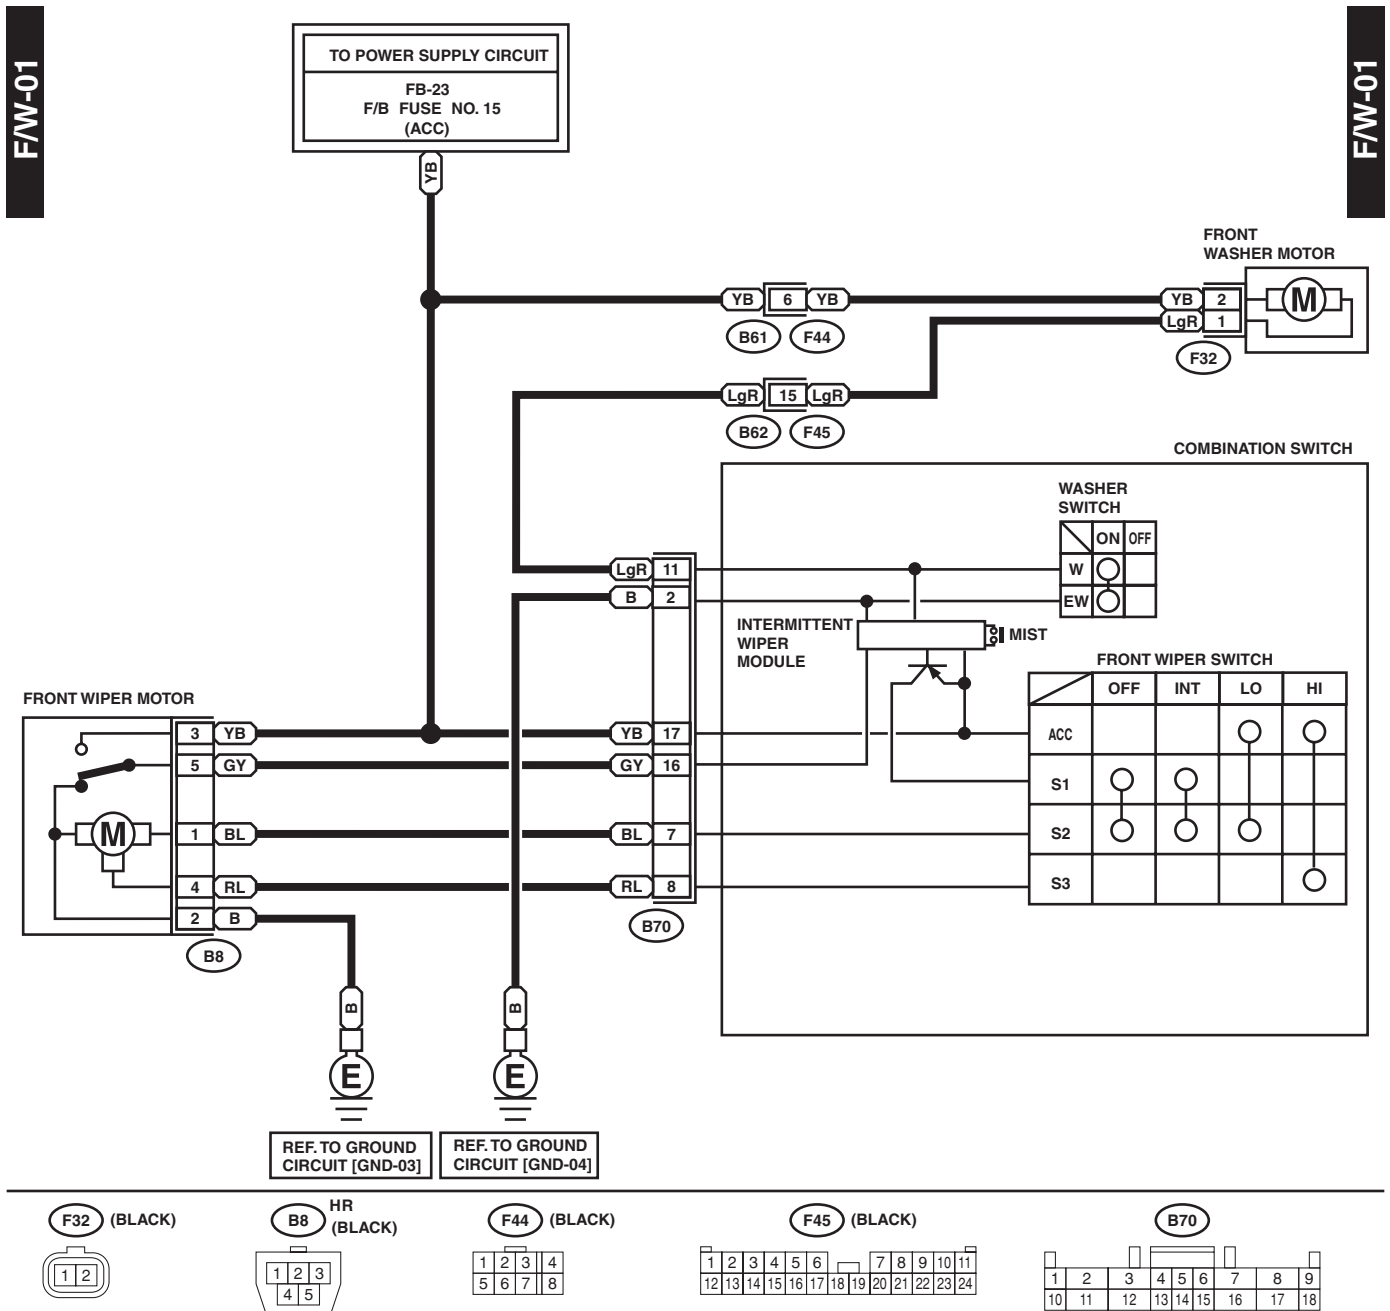 F/W-01
F/W-01
TO POWER SUPPLY CIRCUIT
FB-23
F/B FUSE NO. 15
(ACC)
YB
FRONT
WASHER MOTOR
YB 6 YB
YB 2
M
LgR 1
B61 F44
F32
LgR 15 LgR
B62 F45
COMBINATION SWITCH
WASHER
SWITCH
ON OFF
W
EW
LgR 11
B 2
INTERMITTENT
WIPER
MODULE
MIST
FRONT WIPER SWITCH
OFF INT LO HI
ACC
S1
S2
S3
FRONT WIPER MOTOR
3 YB
YB 17
5 GY
GY 16
M
1 BL
BL 7
4 RL
RL 8
2 B
B8
B70
B
B
E
E
REF. TO GROUND
CIRCUIT [GND-03]
REF. TO GROUND
CIRCUIT [GND-04]
F32 (BLACK)
1 2
B8 HR
(BLACK)
1 2 3
4 5
F44 (BLACK)
1 2 3 4
5 6 7 8
F45 (BLACK)
1 2 3 4 5 6 7 8 9 10 11
12 13 14 15 16 17 18 19 20 21 22 23 24
B70
1 2 3 4 5 6 7 8 9
10 11 12 13 14 15 16 17 18